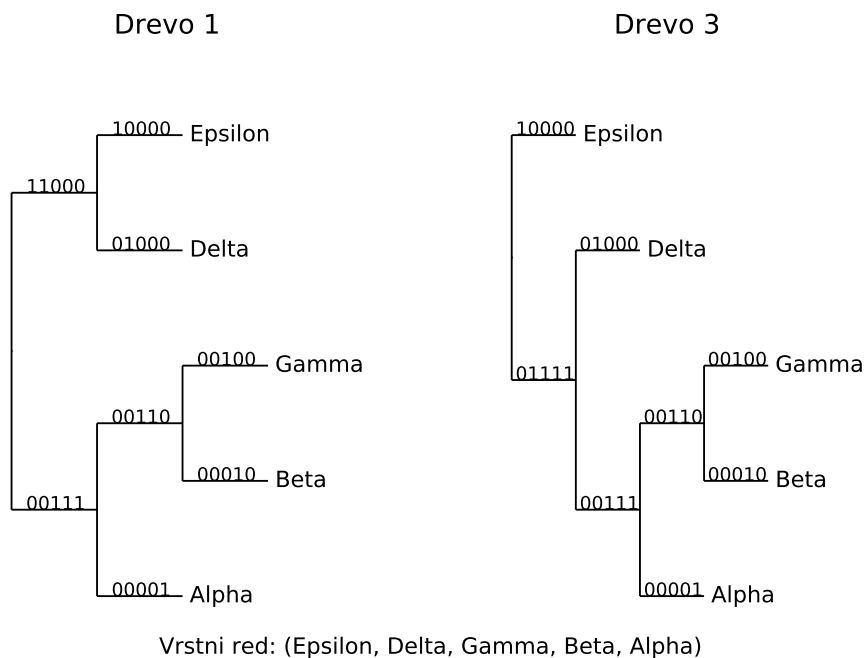 Drevo 1
Drevo 3
10000 Epsilon
10000 Epsilon
11000
01000 Delta
01000 Delta
00100 Gamma
00100 Gamma
01111
00110
00110
00010 Beta
00010 Beta
00111
00111
00001 Alpha
00001 Alpha
Vrstni red: (Epsilon, Delta, Gamma, Beta, Alpha)